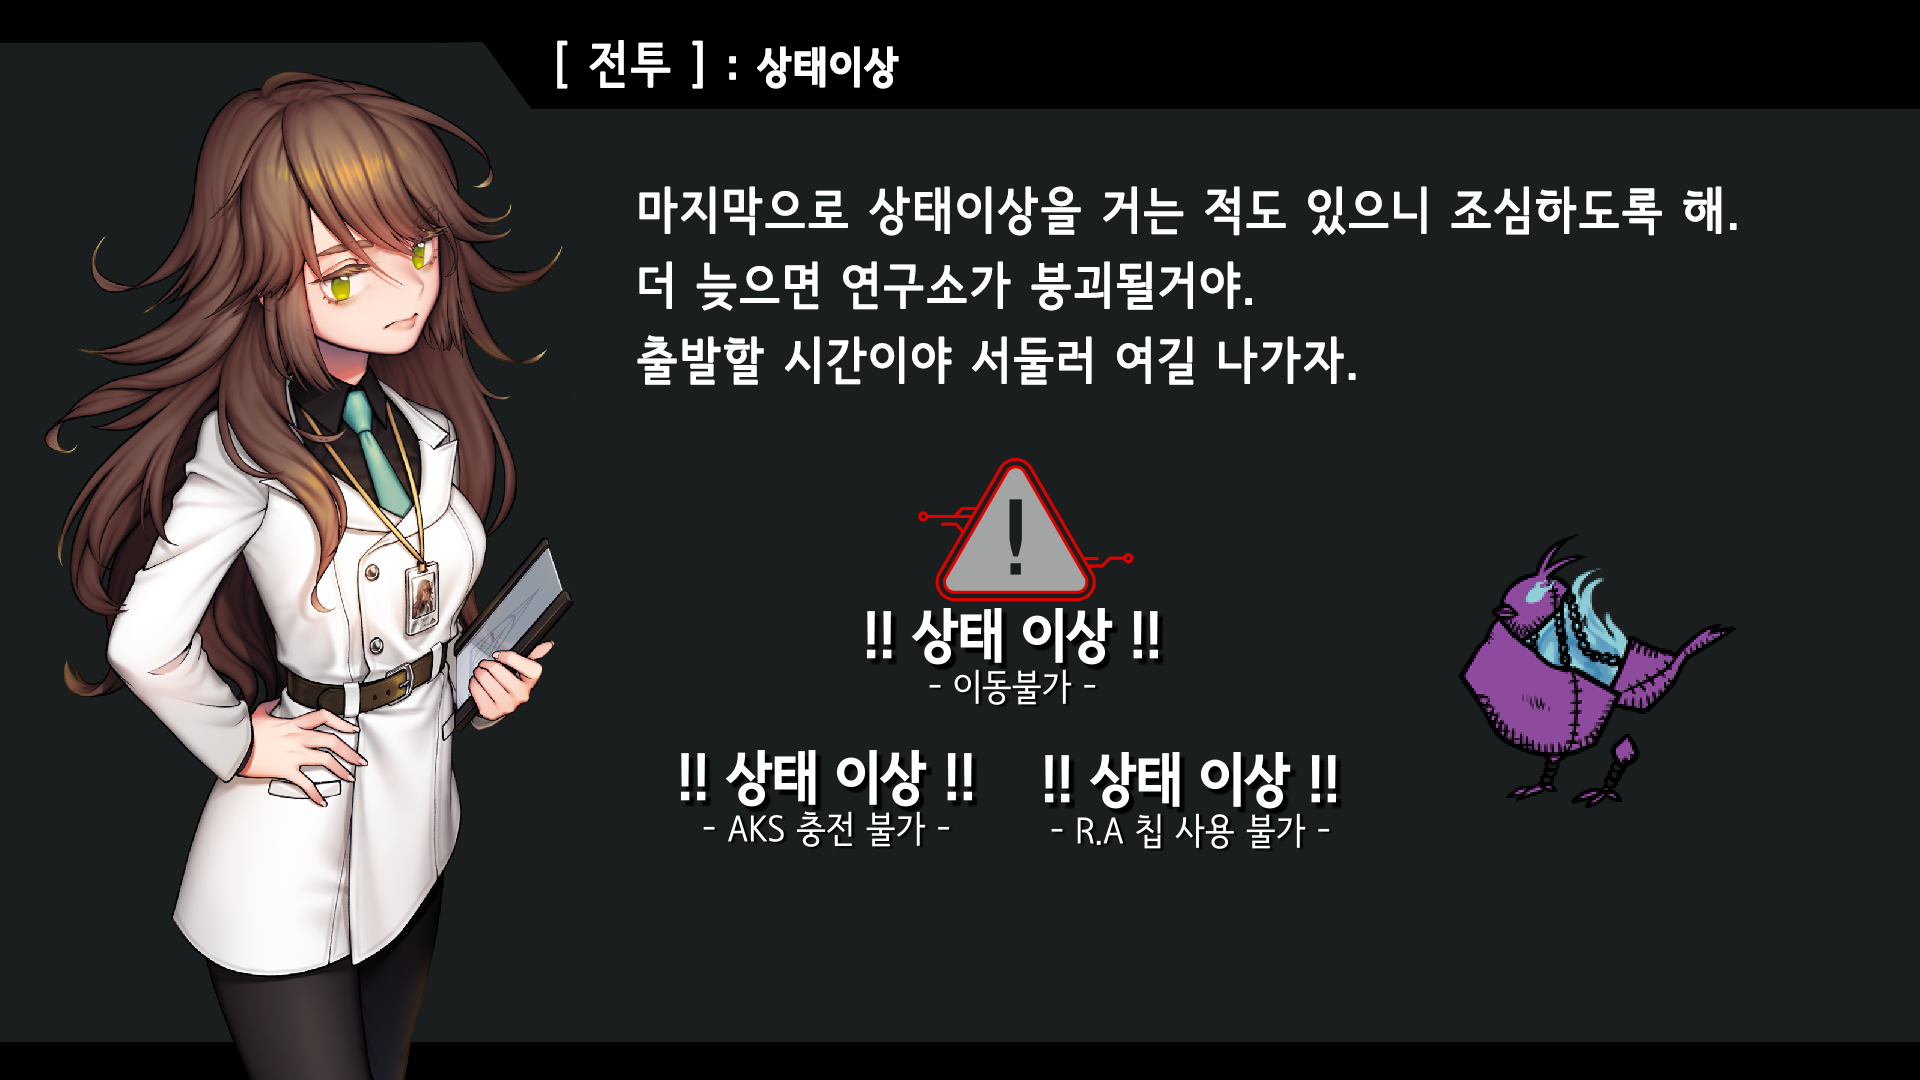 [ 전투 ] : 상태이상
마지막으로 상태이상을 거는 적도 있으니 조심하도록 해.
더 늦으면 연구소가 붕괴될거야.
출발할 시간이야 서둘러 여길 나가자.
!
!! 상태 이상 !!
- 이동불가 -
!! 상태 이상 !!
- AKS 충전 불가 -
!! 상태 이상 !!
- R.A 칩 사용 불가 -